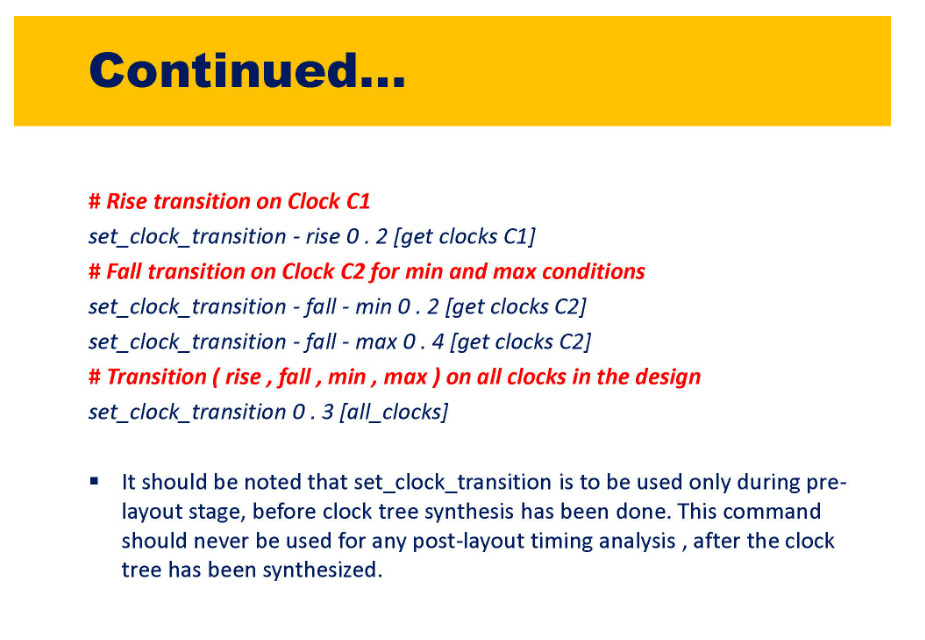 Continued...
# Rise transition on Clock C1
set_clock_transition - rise 0 . 2 [get clocks C1]
# Fall transition on Clock C2 for min and max conditions
set_clock_transition - fall - min 0 . 2 [get clocks C2]
set_clock_transition - fall - max 0 . 4 [get clocks C2]
# Transition ( rise , fall , min , max ) on all clocks in the design
set_clock_transition 0 . 3 [all_clocks]
▪ It should be noted that set_clock_transition is to be used only during pre-
layout stage, before clock tree synthesis has been done. This command
should never be used for any post-layout timing analysis , after the clock
tree has been synthesized.